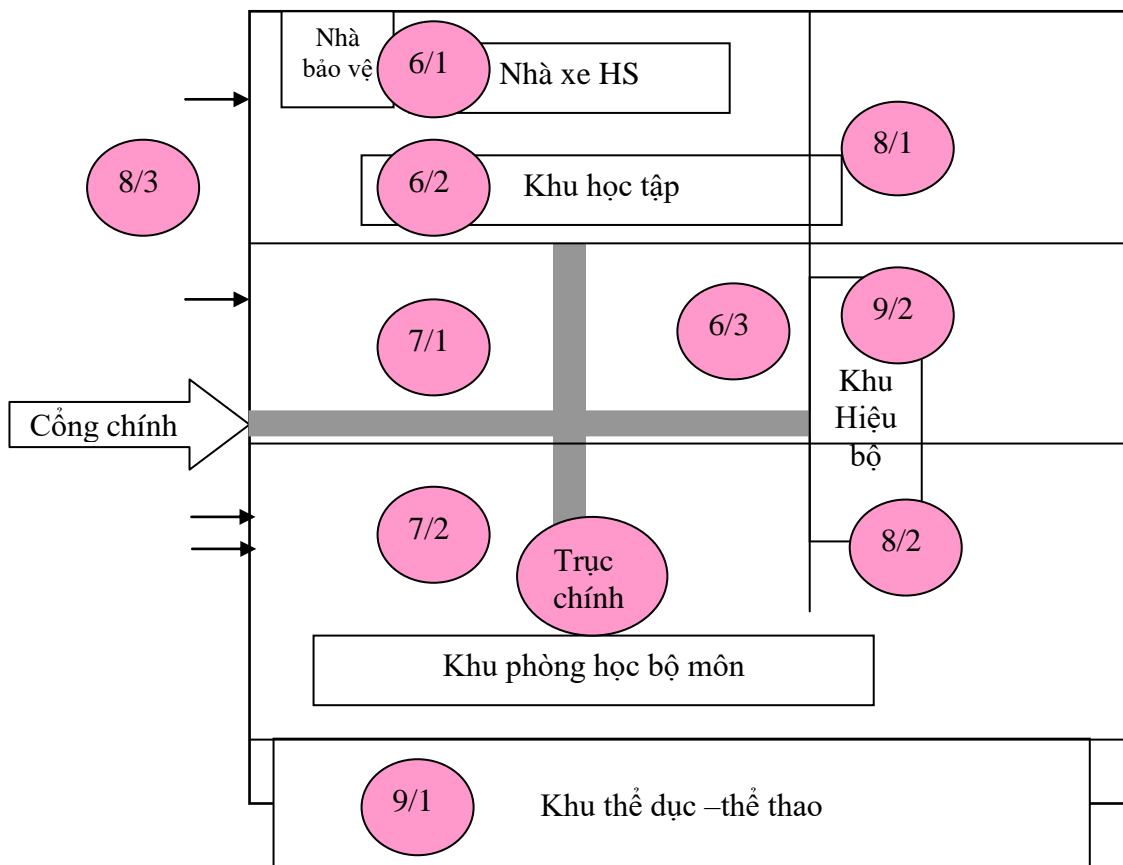 Nhà
bảo vệ
6/1
Nhà xe HS
8/1
8/3
6/2
Khu học tập
9/2
6/3
7/1
Khu
Hiệu
bộ
Cổng chính
7/2
8/2
Trục
chính
Khu phòng học bộ môn
9/1
Khu thể dục –thể thao